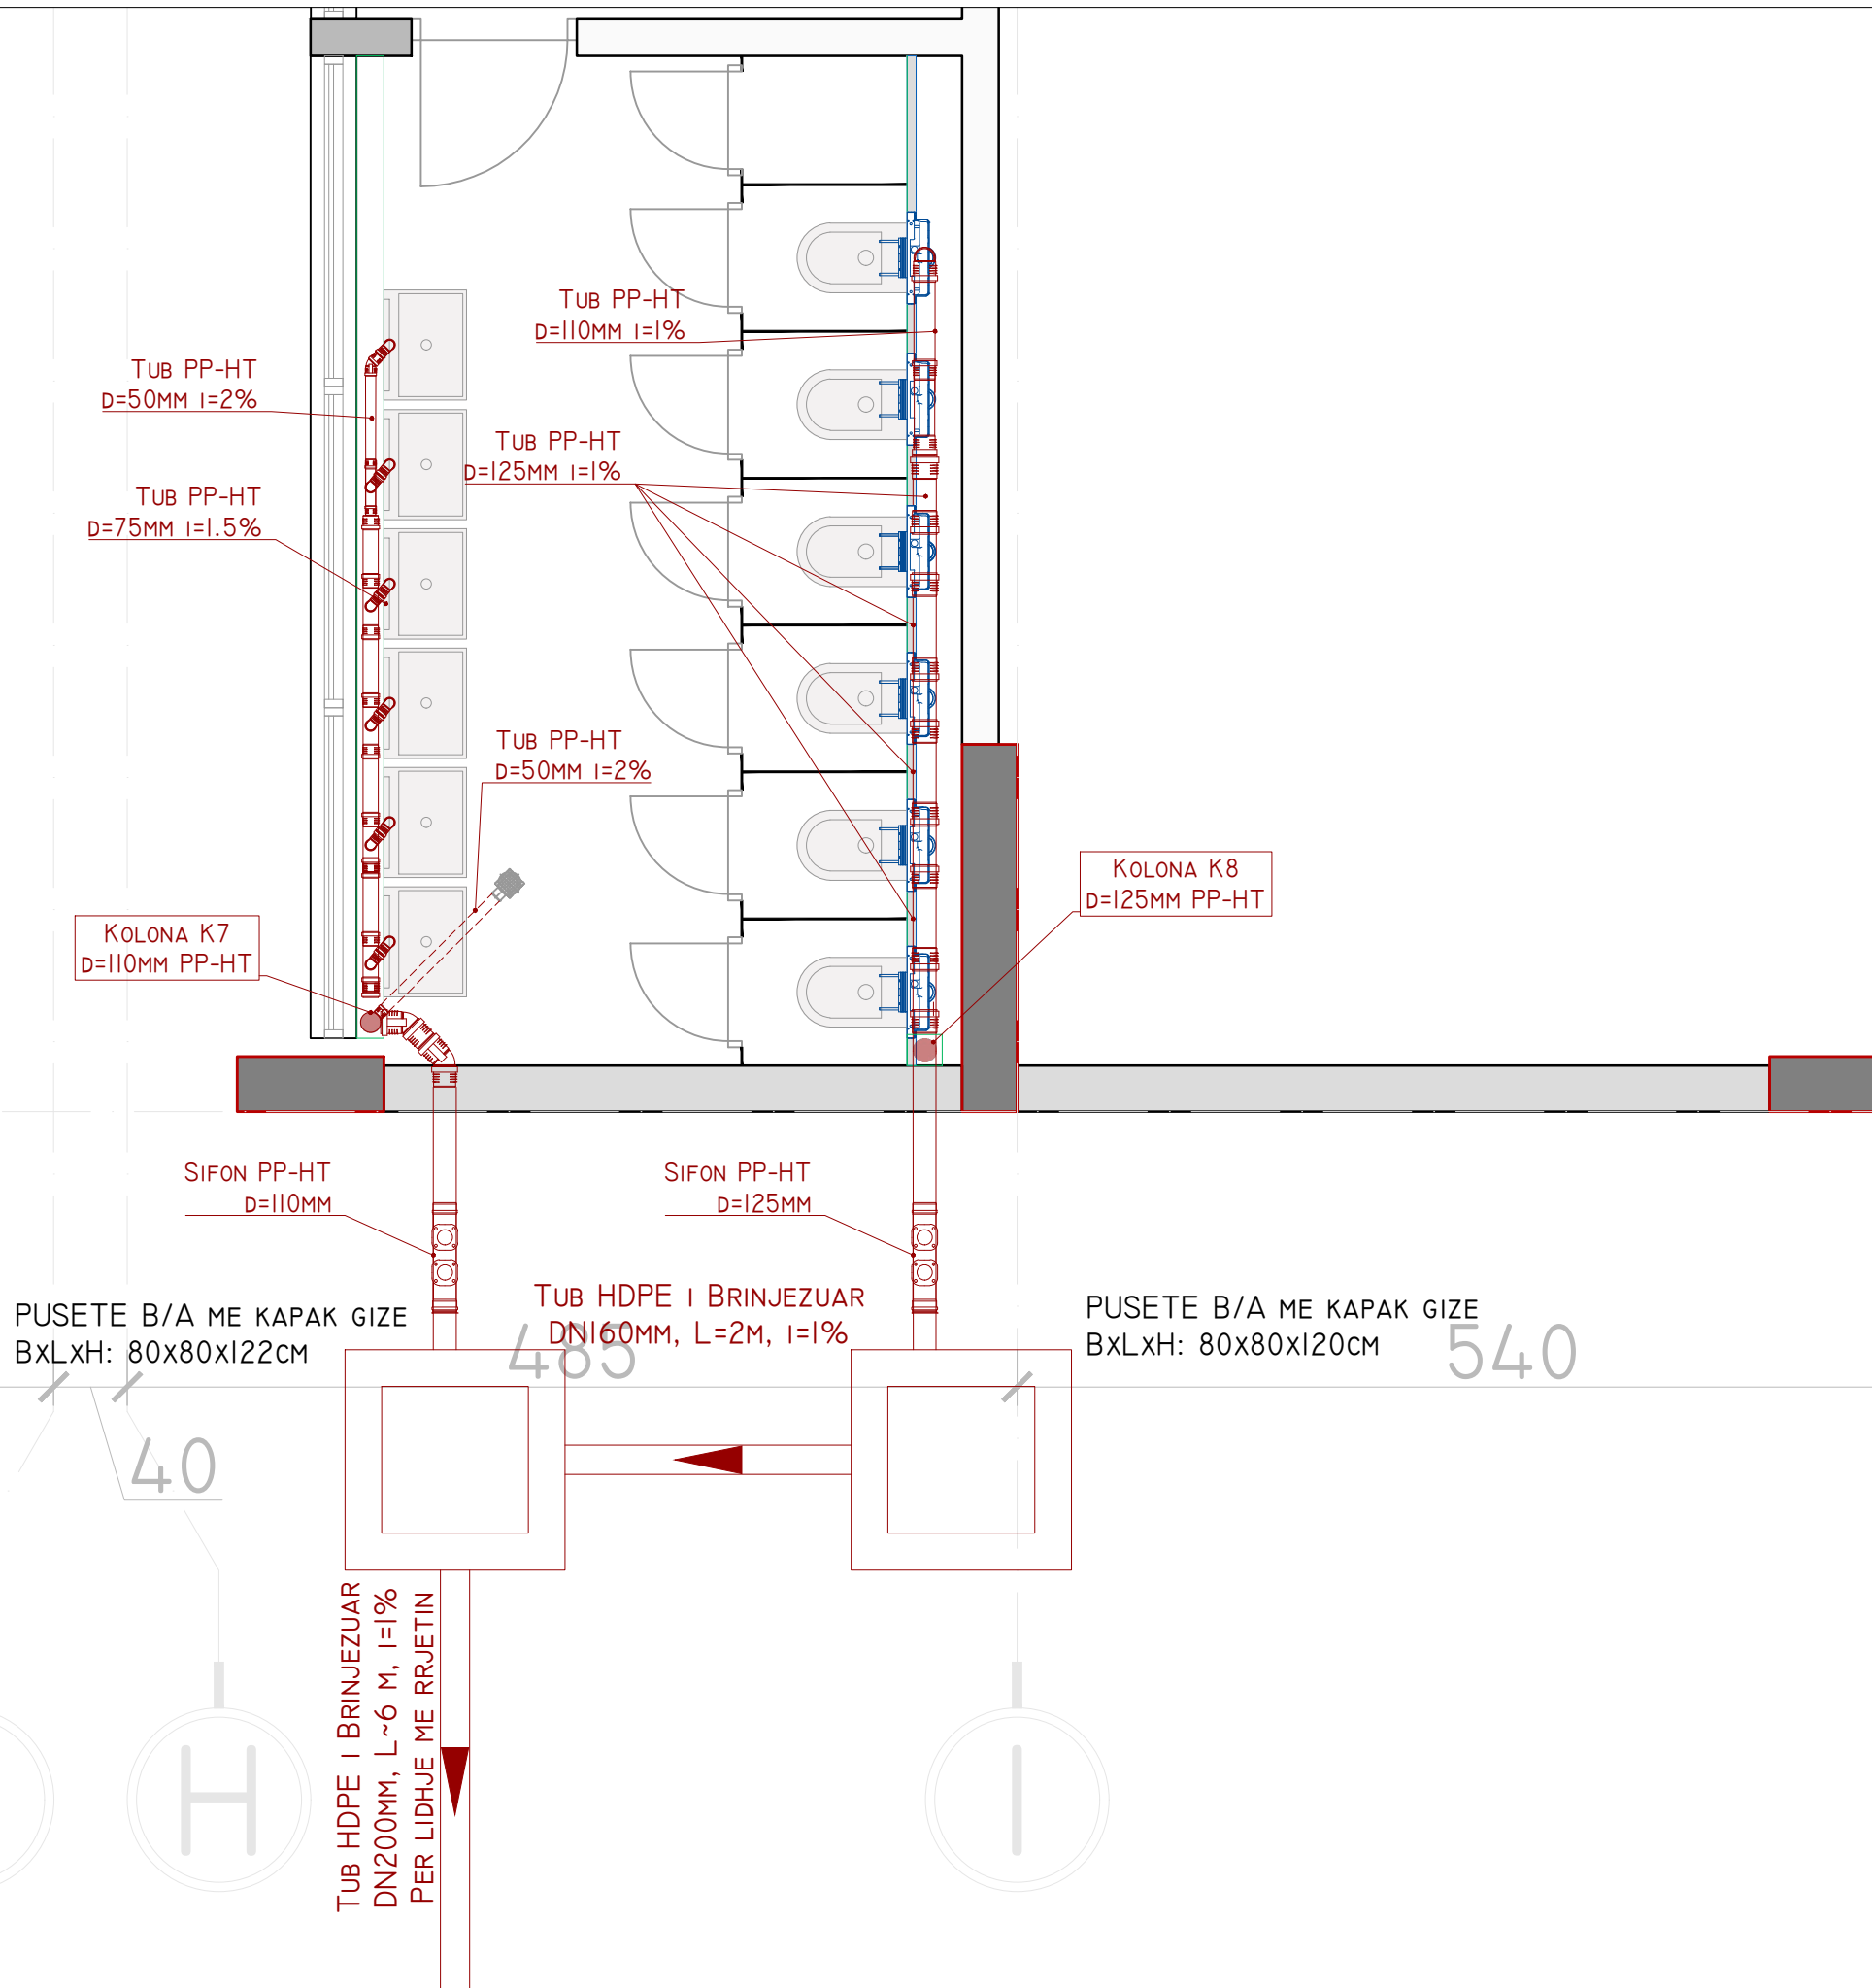 Tub PP-HT
d=110mm i=1%
Tub PP-HT
d=50mm i=2%
Tub PP-HT
d=125mm i=1%
Tub PP-HT
d=75mm i=1.5%
Tub PP-HT
d=50mm i=2%
Kolona K8
d=125mm PP-HT
Kolona K7
d=110mm PP-HT
Sifon PP-HT
d=110mm
Sifon PP-HT
d=125mm
Tub HDPE i Brinjezuar
DN160mm, L=2m, i=1%
PUSETE B/A me kapak gize
BxLxH: 80x80x122cm
PUSETE B/A me kapak gize
BxLxH: 80x80x120cm
485
540
40
Tub HDPE i Brinjezuar
DN200mm, L~6 m, i=1%
Per lidhje me rrjetin
H
I